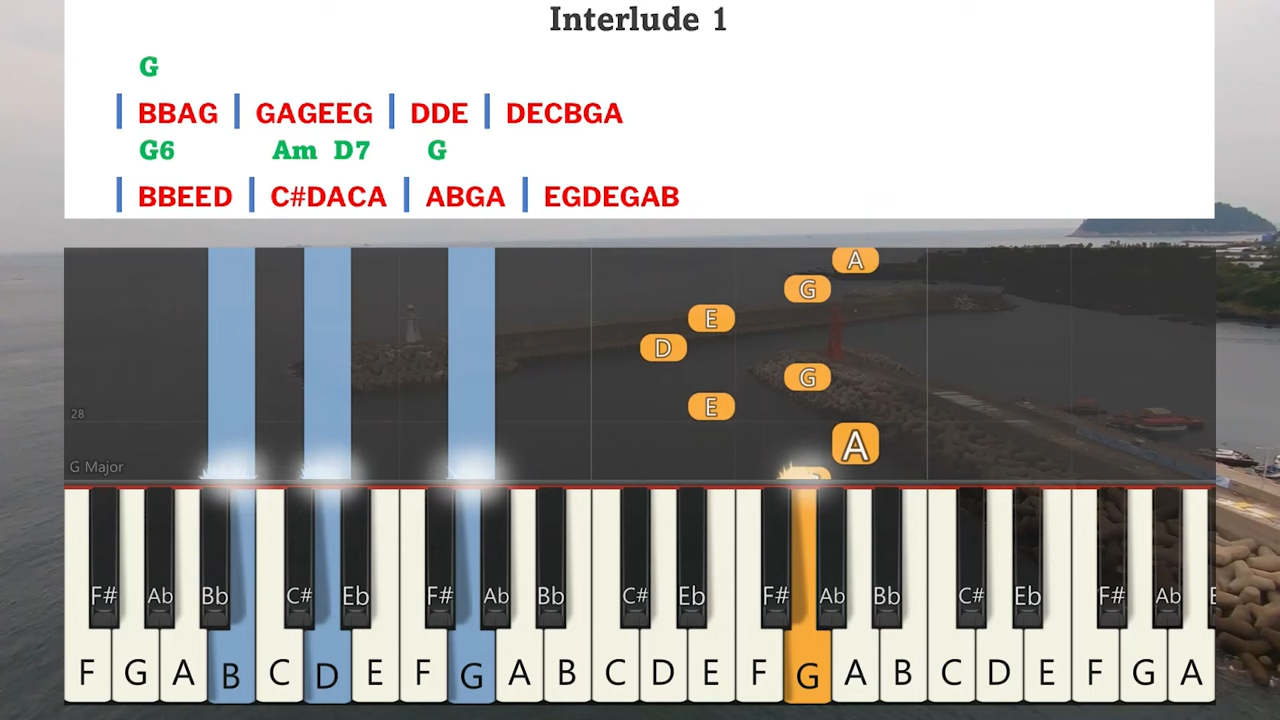 Interlude 1
G
BBAG GAGEEG DDE DECBGA
G6 Am D7 G
BBEED C#DACA ABGA EGDEGAB
A
G
E
D
G
E
28
A
G Major
F# Ab Bb C# Eb F# Ab Bb C# Eb F# Ab Bb C# Eb F# Ab
F G A B C D E F G A B C D E F G A B C D E F G A